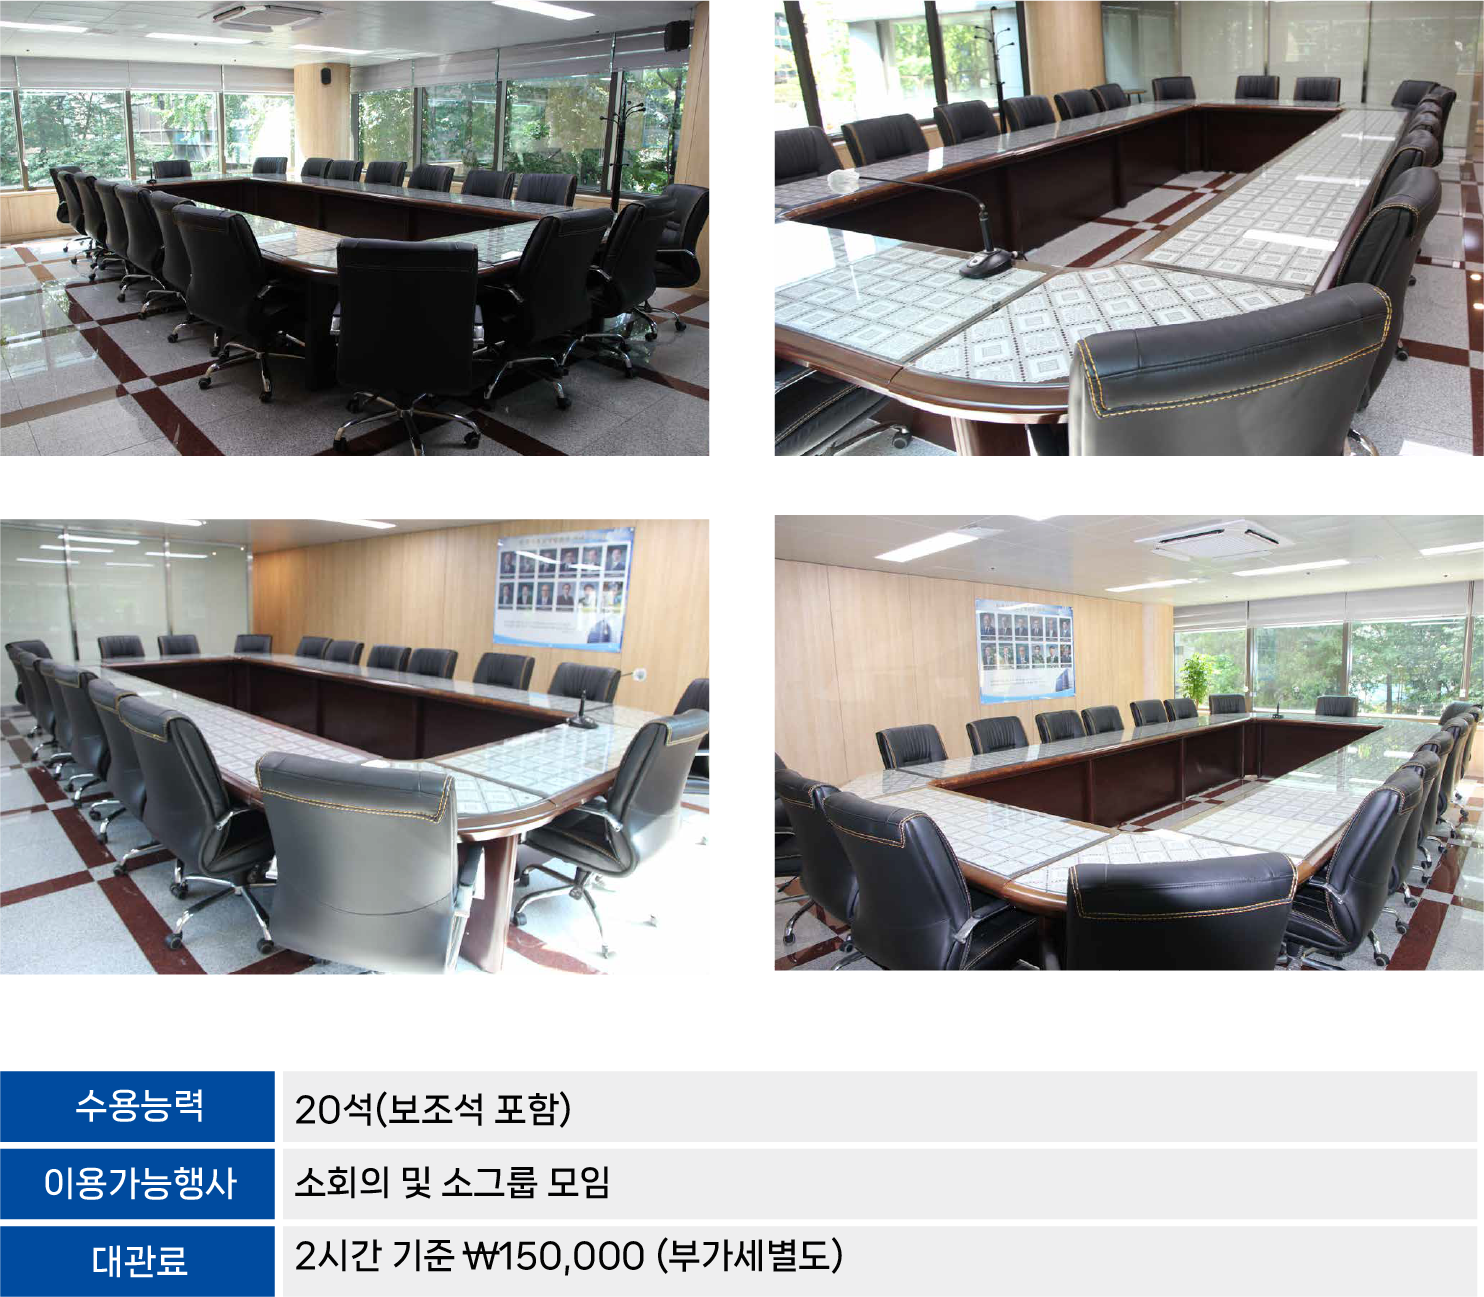 수용능력
20석(보조석 포함)
이용가능행사
소회의 및 소그룹 모임
대관료
2시간 기준 ₩150,000 (부가세별도)